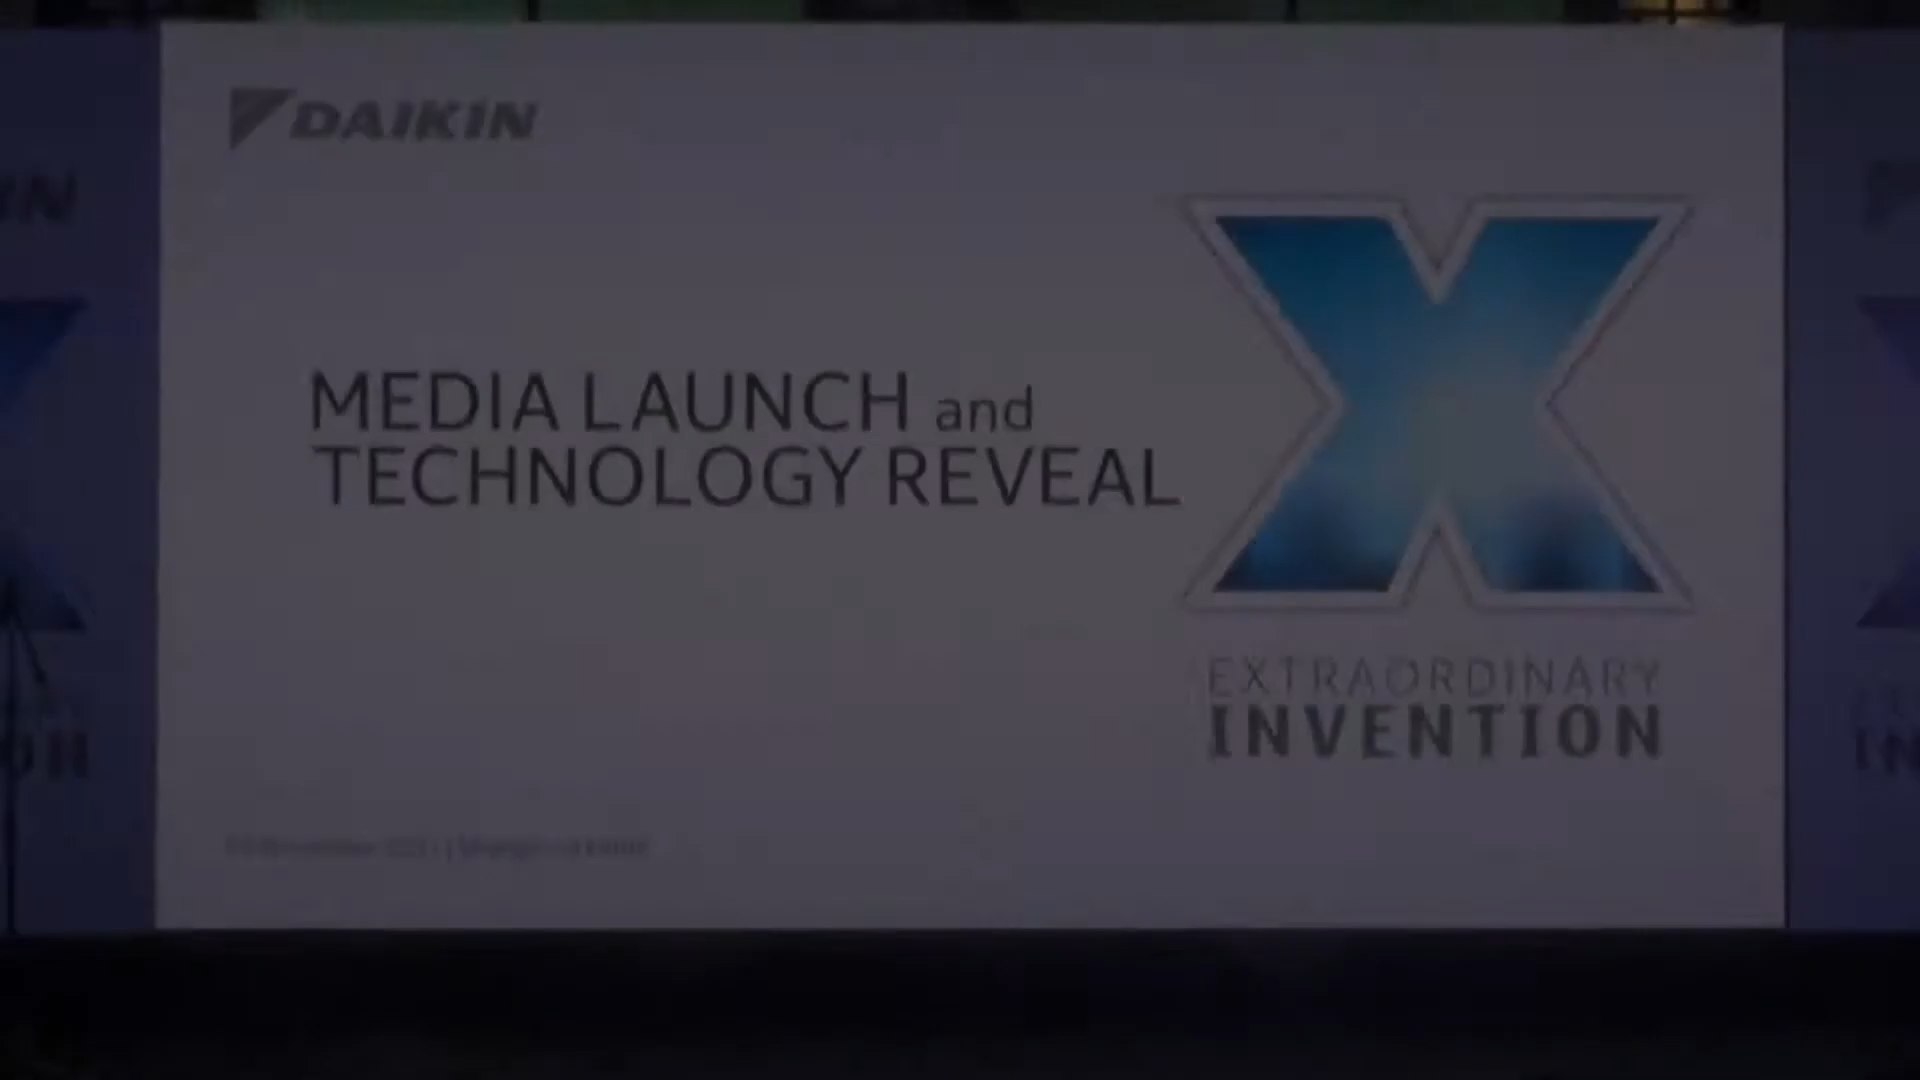 DAIKIN
MEDIA LAUNCH and
TECHNOLOGY REVEAL
EXTRAORDINARY
INVENTION